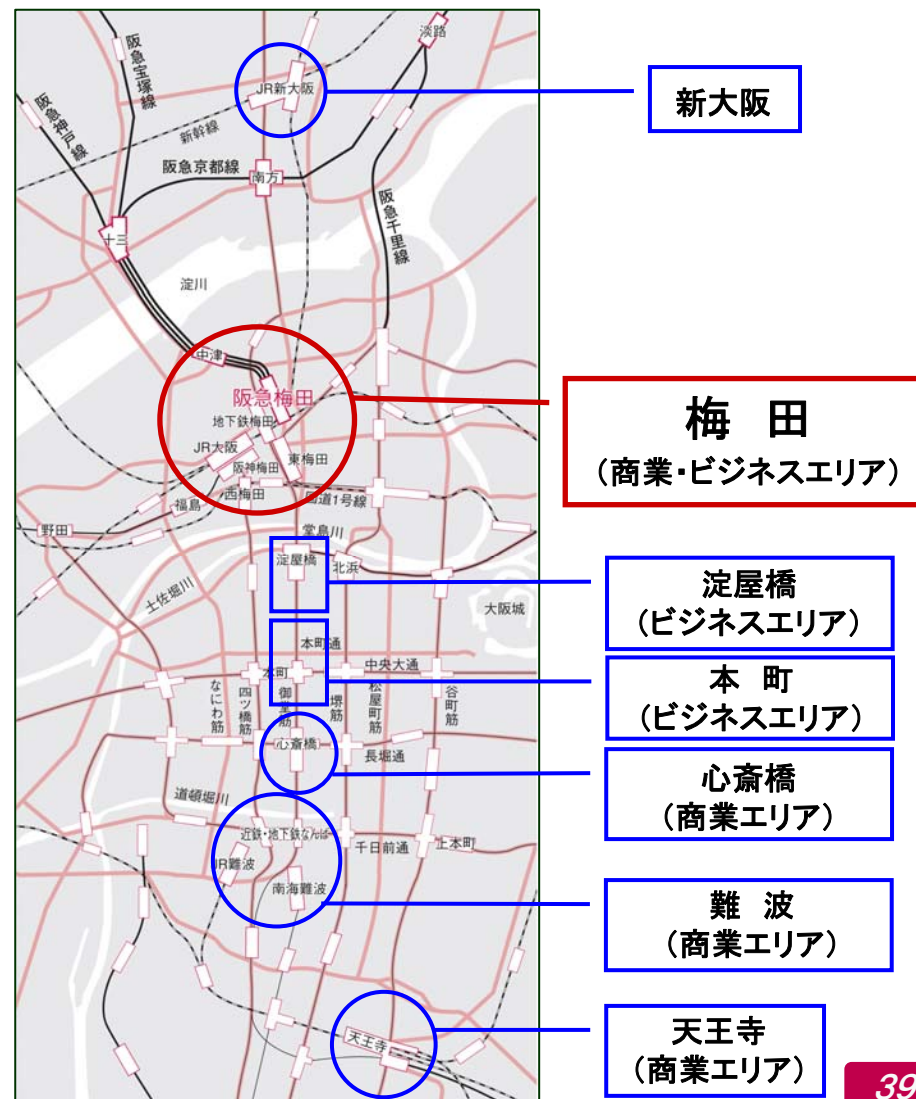 淡路
JR新大阪
新大阪
阪急宝塚線
阪急神戸線
新幹線
阪急京都線
南方
阪急千里線
十三
淀川
中津
阪急梅田
地下鉄梅田
JR大阪
東梅田
阪神梅田
西梅田
国道1号線
福島
野田
梅 田
(商業・ビジネスエリア)
堂島川
淀屋橋
北浜
土佐堀川
大阪城
淀屋橋
(ビジネスエリア)
本町通
本町
中央大通
なにわ筋
四ツ橋筋
御堂筋
堺筋
松屋町筋
谷町筋
本 町
(ビジネスエリア)
心斎橋
長堀通
心斎橋
(商業エリア)
道頓堀川
近鉄・地下鉄なんば
千日前通
上本町
JR難波
南海難波
難 波
(商業エリア)
天王寺
天王寺
(商業エリア)
39